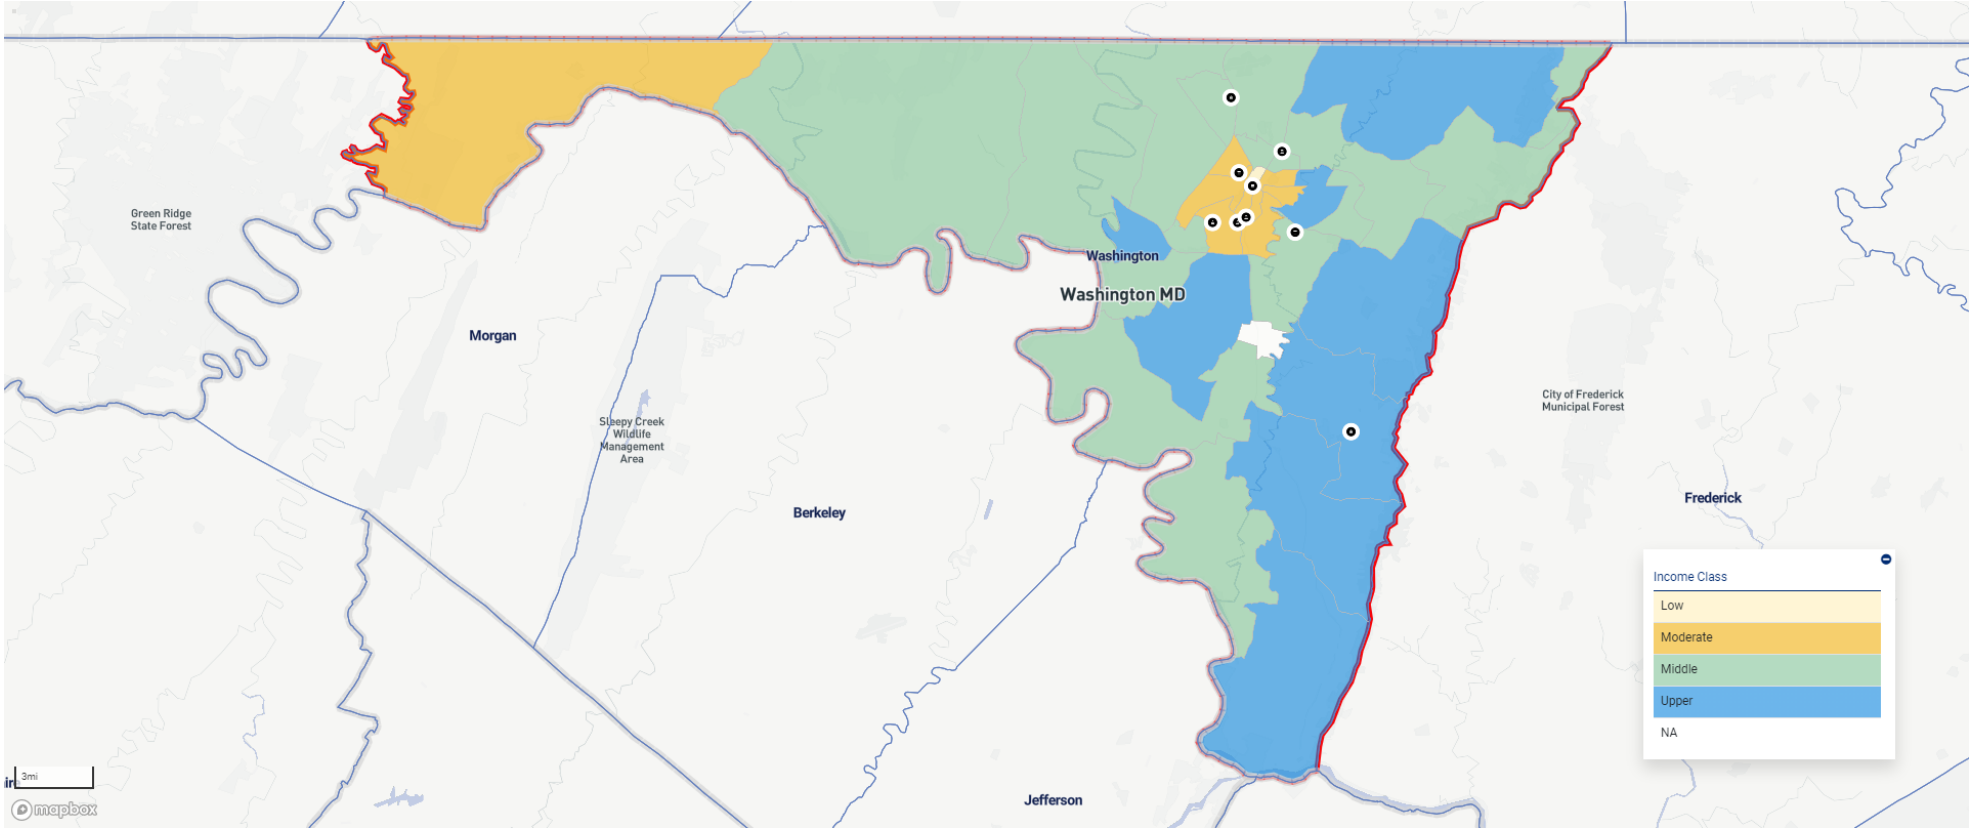 Green Ridge
State Forest
Washington
Washington MD
Morgan
City of Frederick
Municipal Forest
Sleepy Creek
Wildlife
Management
Area
Frederick
Berkeley
Income Class
Low
Moderate
Middle
Upper
NA
3mi
mapbox
Jefferson